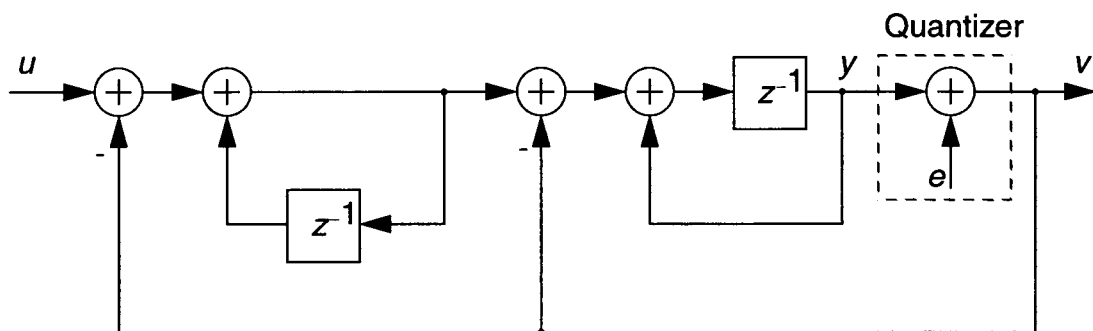 Quantizer
u
y
v
+
+
+
+
z⁻¹
+
-
-
z⁻¹
e